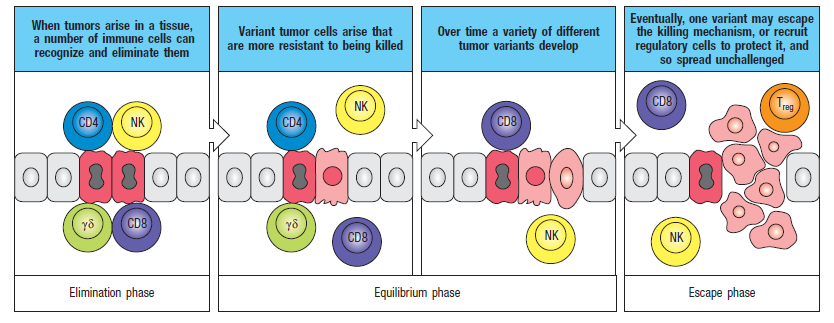 When tumors arise in a tissue,
a number of immune cells can
recognize and eliminate them
Variant tumor cells arise that
are more resistant to being killed
Over time a variety of different
tumor variants develop
Eventually, one variant may escape
the killing mechanism, or recruit
regulatory cells to protect it, and
so spread unchallenged
CD4
NK
γδ
CD8
CD4
NK
γδ
CD8
CD8
NK
CD8
Treg
NK
Elimination phase
Equilibrium phase
Escape phase